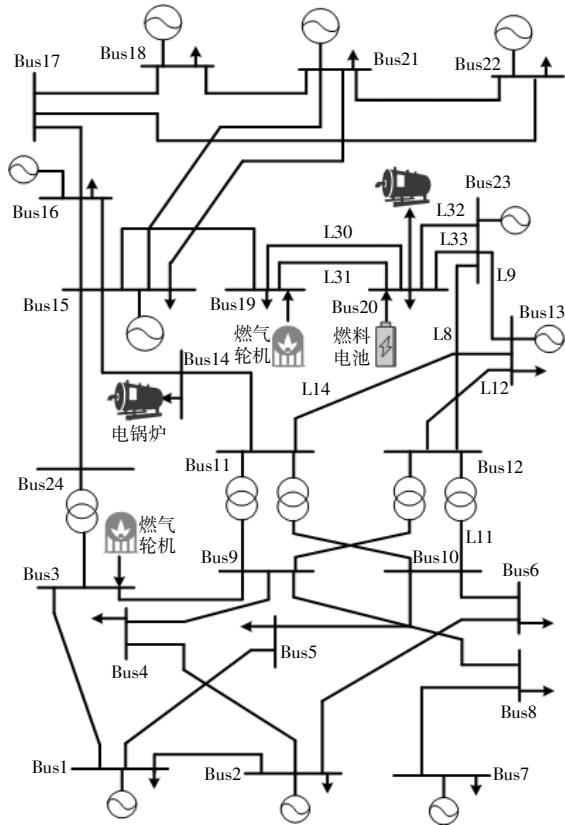 Bus17
Bus18
Bus21
Bus22
Bus16
Bus23
L32
L30
L33
L31
L9
Bus15
Bus19
Bus20
Bus13
燃气
轮机
燃料
电池
L8
Bus14
L12
L14
电锅炉
Bus11
Bus12
Bus24
燃气
轮机
L11
Bus9
Bus10
Bus6
Bus3
Bus4
Bus5
Bus8
Bus1
Bus2
Bus7